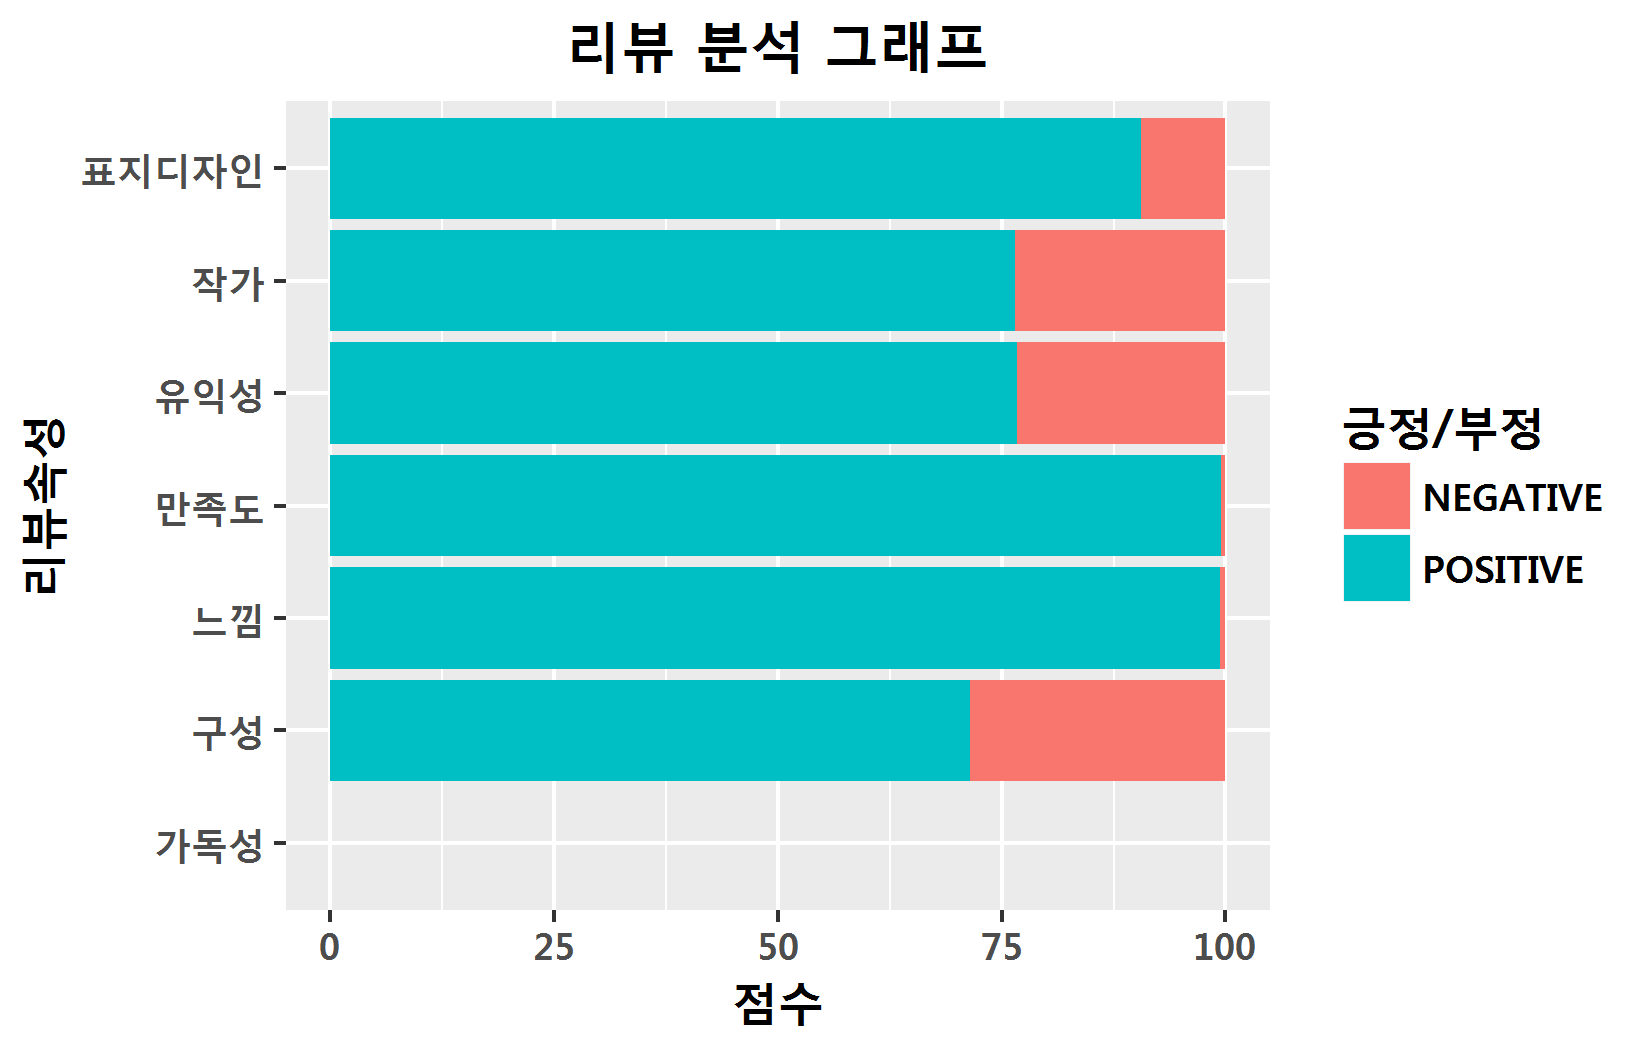 리뷰 분석 그래프
표지디자인
작가
유익성
만족도
느낌
구성
가독성
리뷰속성
0 25 50 75 100
점수
긍정/부정
NEGATIVE
POSITIVE